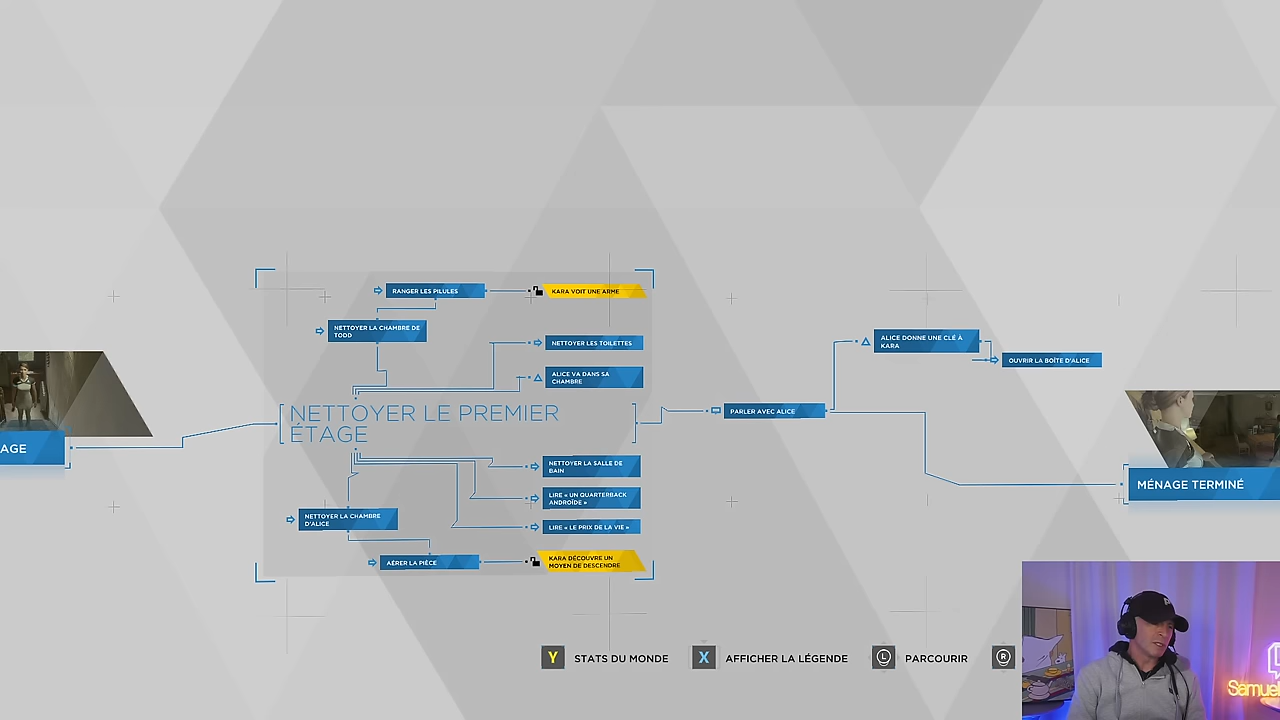 RANGER LES PILULES
KARA VOIT UNE ARME
NETTOYER LA CHAMBRE DE
TODD
NETTOYER LES TOILETTES
ALICE VA DANS SA
CHAMBRE
ALICE DONNE UNE CLÉ À
KARA
OUVRIR LA BOÎTE D'ALICE
NETTOYER LE PREMIER
ÉTAGE
PARLER AVEC ALICE
AGE
NETTOYER LA SALLE DE
BAIN
LIRE « UN QUARTERBACK
ANDROÏDE »
NETTOYER LA CHAMBRE
D'ALICE
LIRE « LE PRIX DE LA VIE »
AÉRER LA PIÈCE
KARA DÉCOUVRE UN
MOYEN DE DESCENDRE
MÉNAGE TERMINÉ
Y STATS DU MONDE
X AFFICHER LA LÉGENDE
L PARCOURIR
R
Samuel